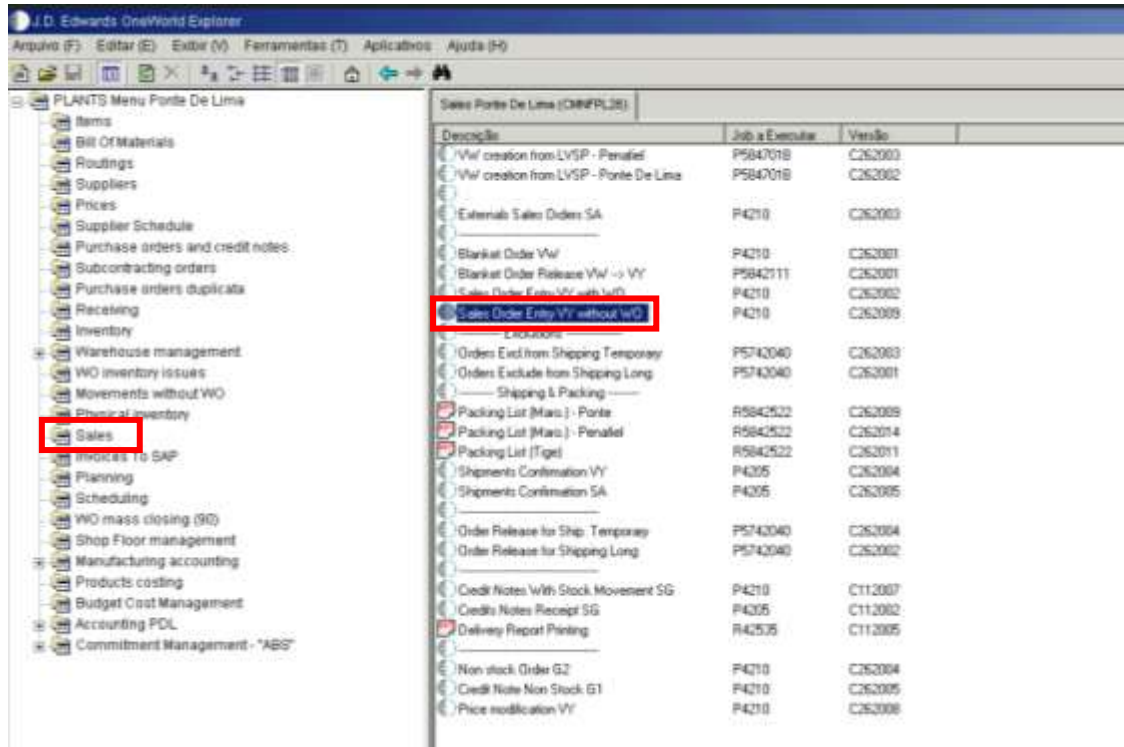 J.D. Edwards OneWorld Explorer
Arquivo (F) Editar (E) Exibir (V) Ferramentas (T) Aplicativos Ajuda (H)
PLANTS Menu Ponte De Lima
Items
Bill Of Materials
Routings
Suppliers
Prices
Supplier Schedule
Purchase orders and credit notes
Subcontracting orders
Purchase orders duplicata
Receiving
Inventory
Warehouse management
WO inventory issues
Movements without WO
Physical inventory
Sales
Invoices To SAP
Planning
Scheduling
WO mass closing (90)
Shop Floor management
Manufacturing accounting
Products costing
Budget Cost Management
Accounting PDL
Commitment Management - "ABS"
Sales Ponte De Lima (CMNFPL28)
Descrição Job a Executar Versão
VW creation from LVSP - Penafiel P584701B C262003
VW creation from LVSP - Ponte De Lima P584701B C262002
Externals Sales Orders SA P4210 C262003
Blanket Order VW P4210 C262001
Blanket Order Release VW -> VY P5842111 C262001
Sales Order Entry VY with WO P4210 C262002
Sales Order Entry VY without WO P4210 C262009
-------- Exclusions --------
Orders Excl from Shipping Temporary P5742040 C262003
Orders Exclude from Shipping Long P5742040 C262001
-------- Shipping & Packing -------
Packing List (Maro.) - Ponte R5842522 C262009
Packing List (Maro.) - Penafiel R5842522 C262014
Packing List (Tige) R5842522 C262011
Shipments Confirmation VY P4205 C262004
Shipments Confirmation SA P4205 C262005
Order Release for Ship. Temporary P5742040 C262004
Order Release for Shipping Long P5742040 C262002
Credit Notes With Stock Movement SG P4210 C112007
Credits Notes Receipt SG P4205 C112002
Delivery Report Printing R42535 C112005
Non stock Order G2 P4210 C262004
Credit Note Non Stock G1 P4210 C262005
Price modification VY P4210 C262008